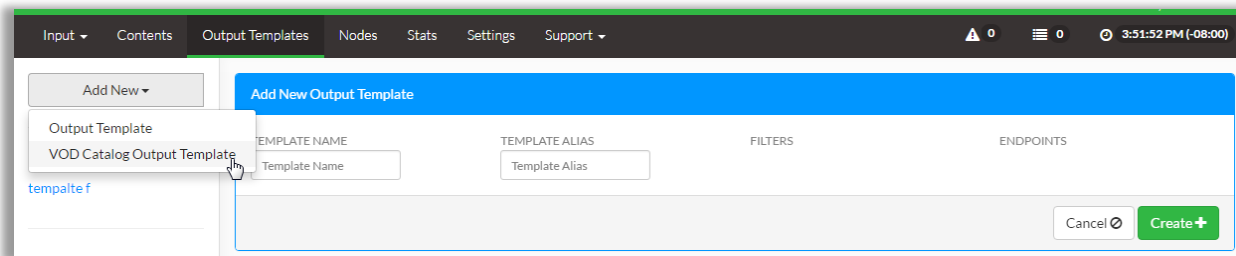 Input Contents Output Templates Nodes Stats Settings Support 0 0 3:51:52 PM (-08:00)
Add New
Add New Output Template
Output Template
VOD Catalog Output Template
TEMPLATE NAME TEMPLATE ALIAS FILTERS ENDPOINTS
Template Name Template Alias
tempalte f
Cancel Create